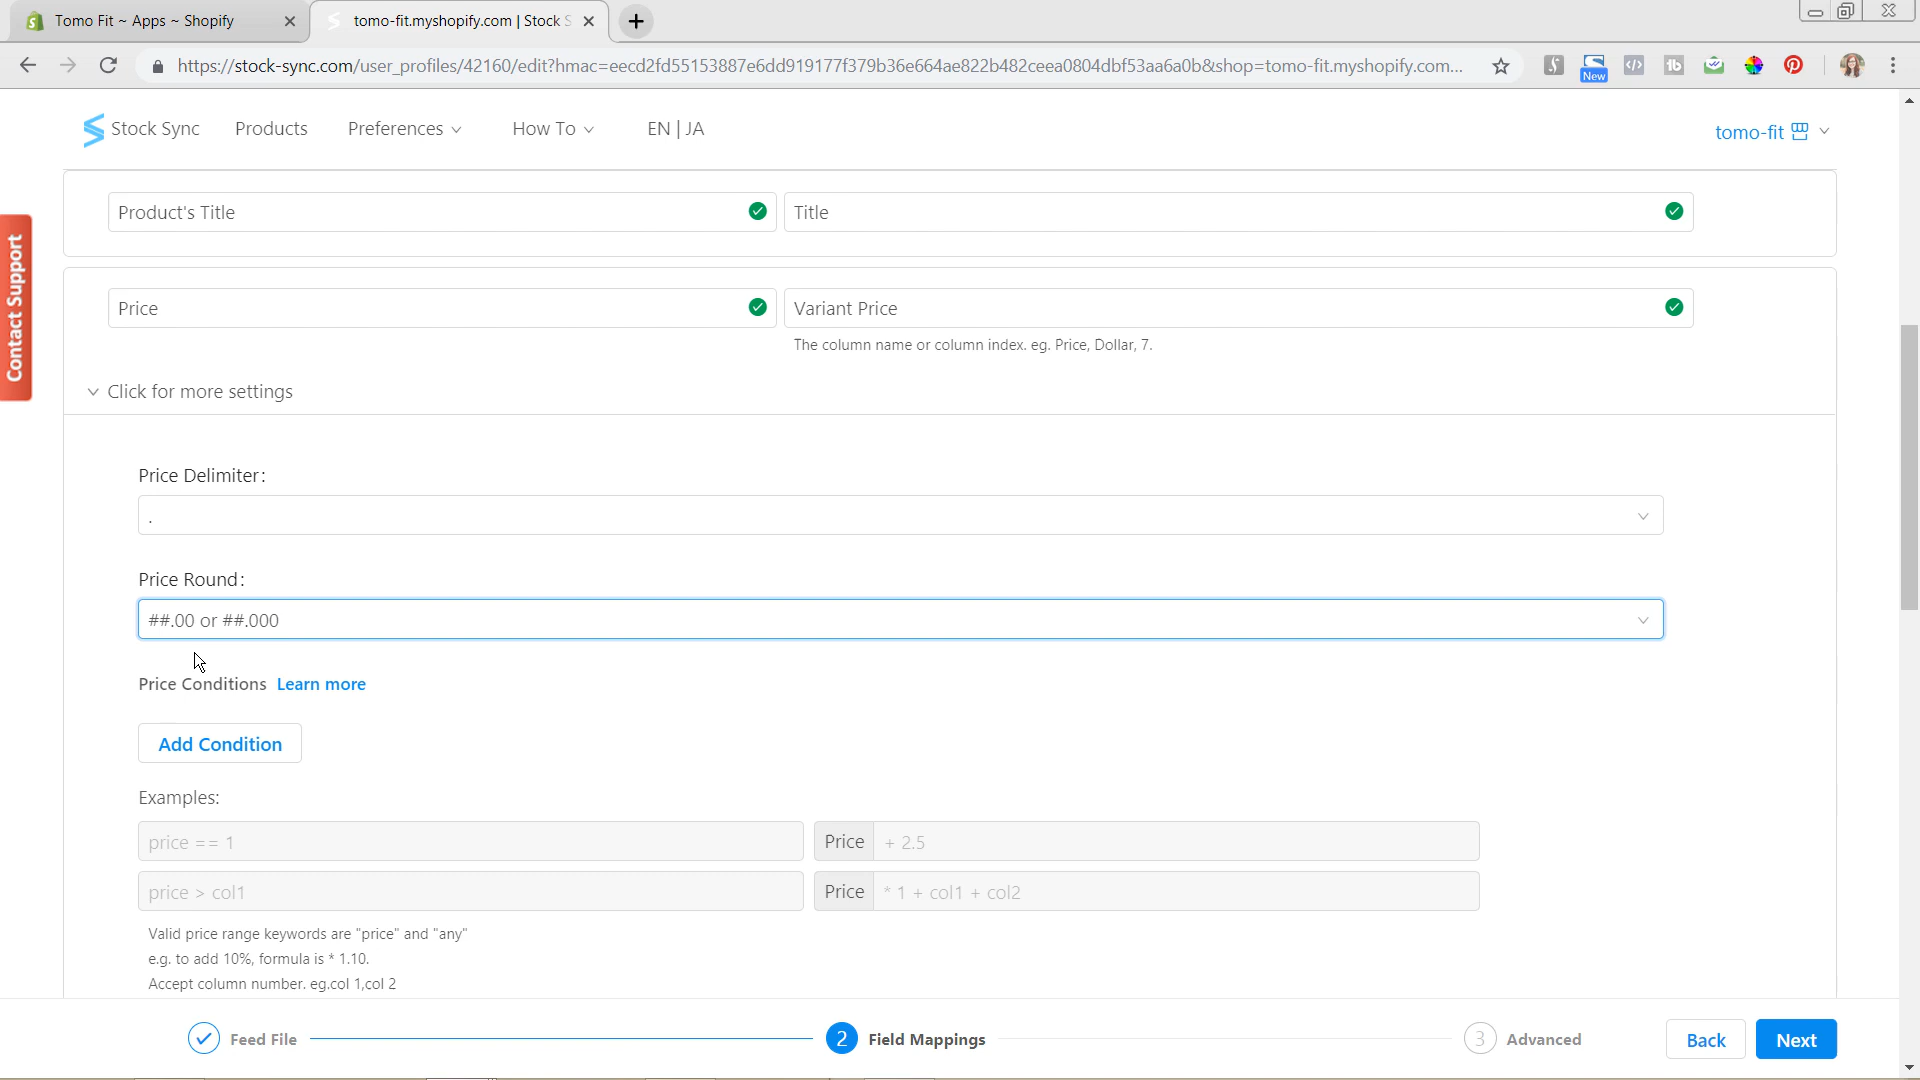 Tomo Fit ~ Apps ~ Shopify
tomo-fit.myshopify.com | Stock S
https://stock-sync.com/user_profiles/42160/edit?hmac=eecd2fd55153887e6dd919177f379b36e664ae822b482ceea0804dbf53aa6a0b&shop=tomo-fit.myshopify.com...
New
Stock Sync
Products
Preferences
How To
EN | JA
tomo-fit
Contact Support
Product's Title
Title
Price
Variant Price
The column name or column index. eg. Price, Dollar, 7.
Click for more settings
Price Delimiter:
.
Price Round:
##.00 or ##.000
Price Conditions Learn more
Add Condition
Examples:
price == 1
Price + 2.5
price > col1
Price * 1 + col1 + col2
Valid price range keywords are "price" and "any"
e.g. to add 10%, formula is * 1.10.
Accept column number. eg.col 1,col 2
Feed File
2 Field Mappings
3 Advanced
Back
Next